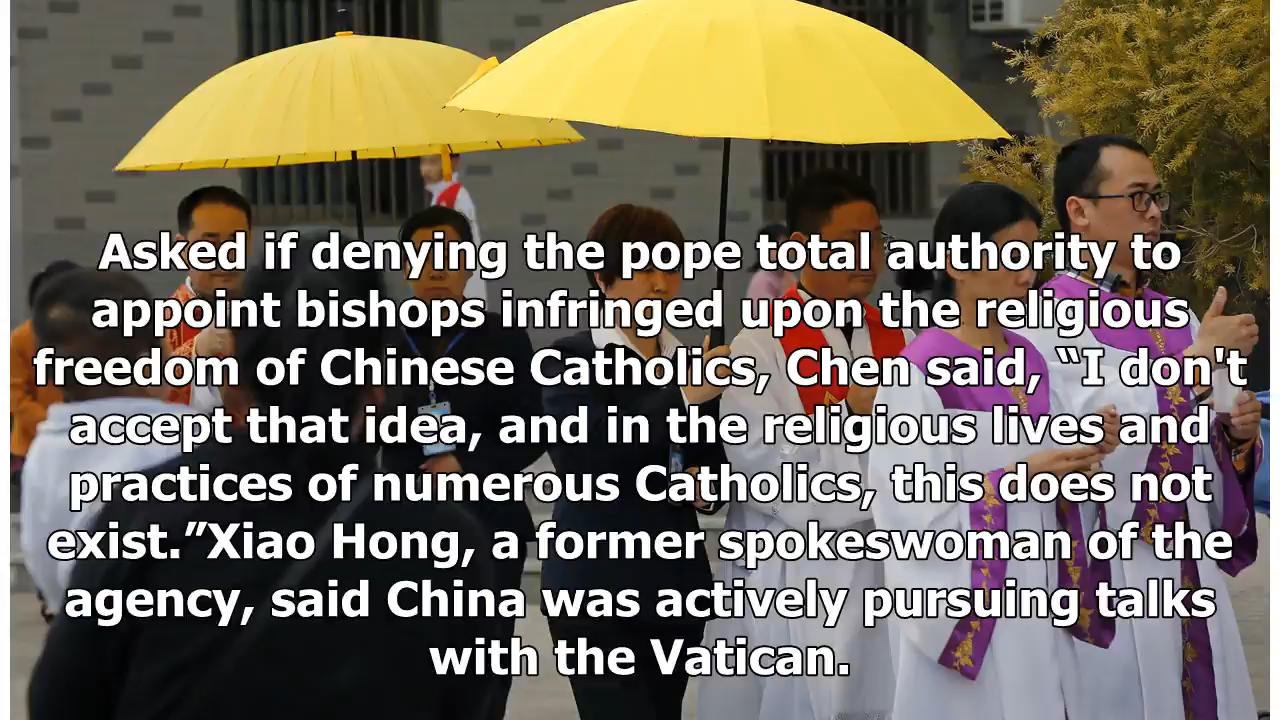 Asked if denying the pope total authority to
appoint bishops infringed upon the religious
freedom of Chinese Catholics, Chen said, “I don't
accept that idea, and in the religious lives and
practices of numerous Catholics, this does not
exist.”Xiao Hong, a former spokeswoman of the
agency, said China was actively pursuing talks
with the Vatican.